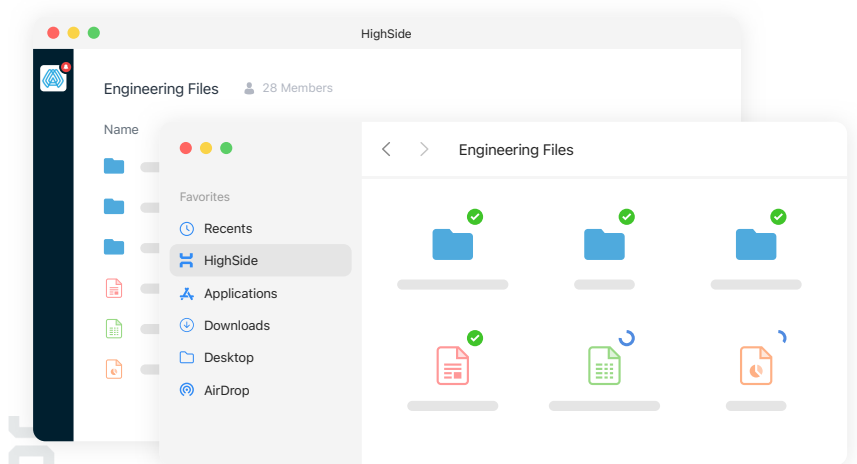 HighSide
Engineering Files
28 Members
Name
Engineering Files
Favorites
Recents
HighSide
Applications
Downloads
Desktop
AirDrop